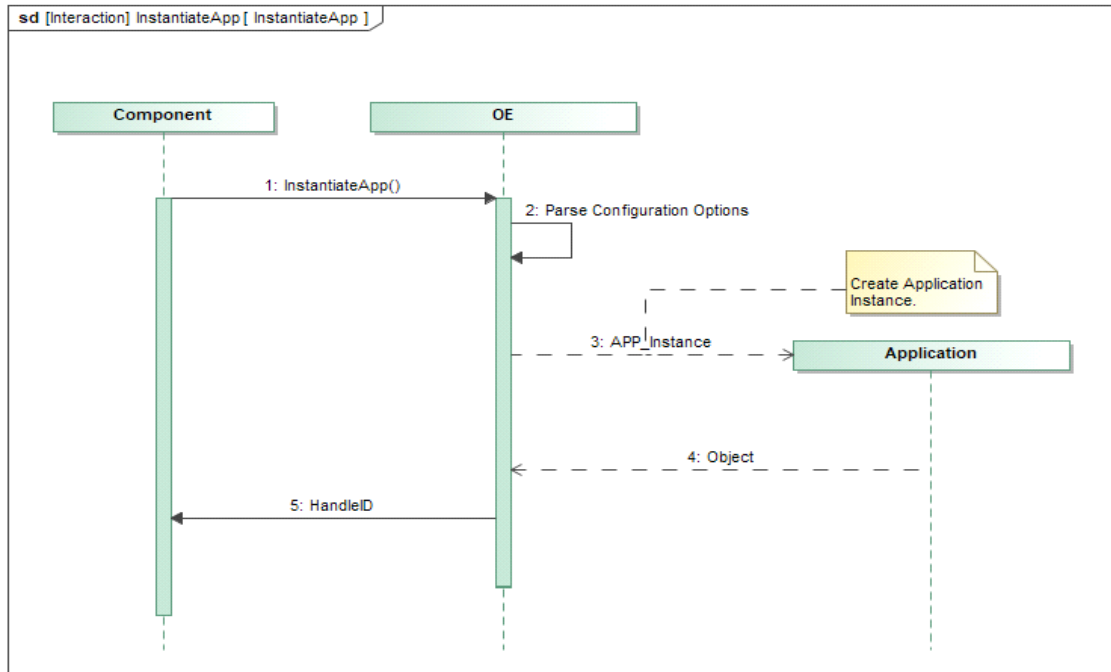 sd [Interaction] InstantiateApp [ InstantiateApp ]
Component
OE
1: InstantiateApp()
2: Parse Configuration Options
Create Application
Instance.
3: APP_Instance
Application
4: Object
5: HandleID